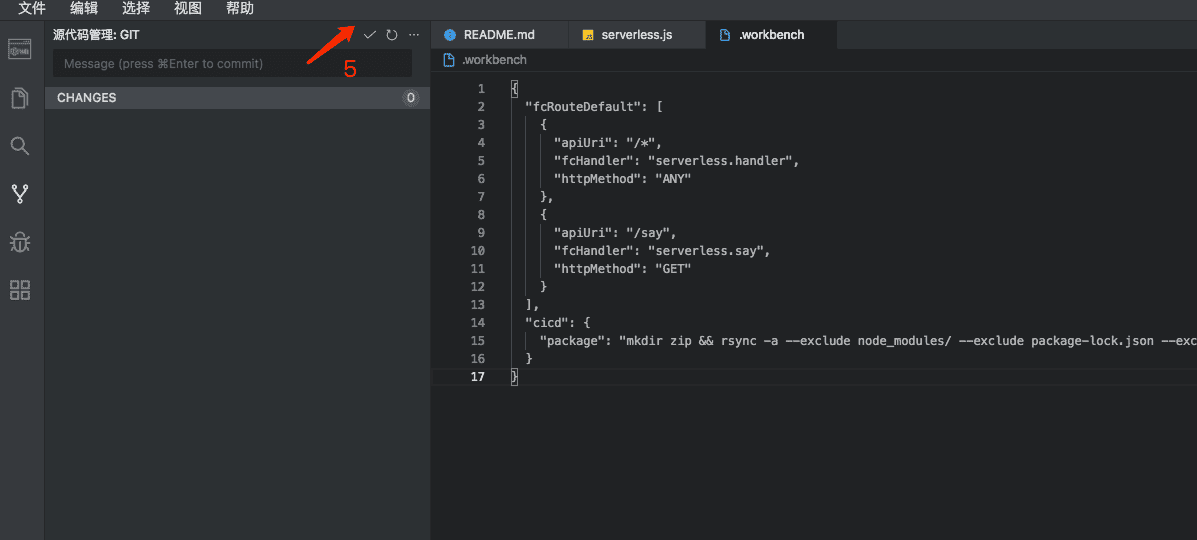 文件 编辑 选择 视图 帮助
源代码管理: GIT
5
Message (press ⌘Enter to commit)
CHANGES 0
README.md serverless.js .workbench
.workbench
1 {
2 "fcRouteDefault": [
3 {
4 "apiUri": "/*",
5 "fcHandler": "serverless.handler",
6 "httpMethod": "ANY"
7 },
8 {
9 "apiUri": "/say",
10 "fcHandler": "serverless.say",
11 "httpMethod": "GET"
12 }
13 ],
14 "cicd": {
15 "package": "mkdir zip && rsync -a --exclude node_modules/ --exclude package-lock.json --exc
16 }
17 }